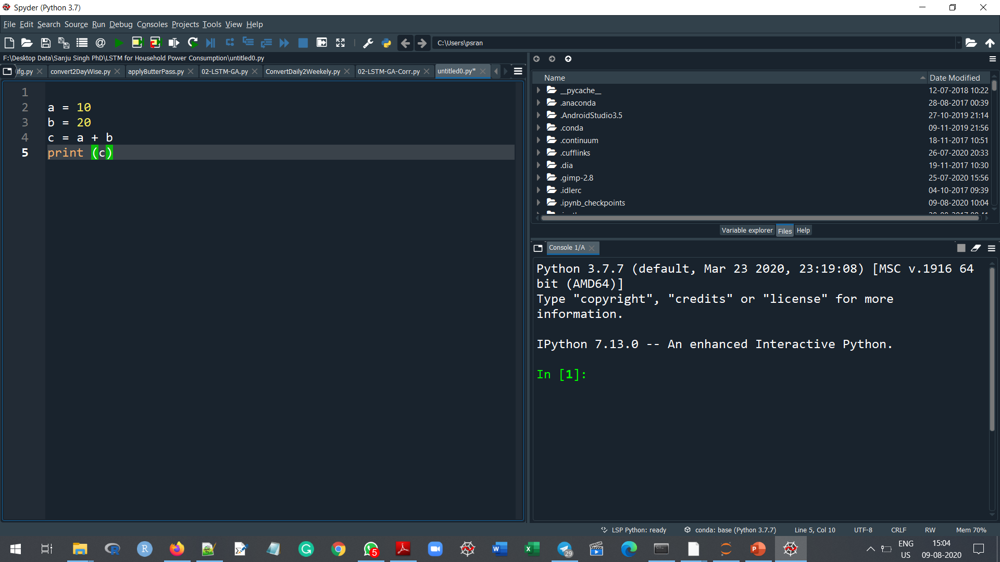 Spyder (Python 3.7)
File Edit Search Source Run Debug Consoles Projects Tools View Help
C:\Users\psran
F:\Desktop Data\Sanju Singh PhD\LSTM for Household Power Consumption\untitled0.py
ifg.py convert2DayWise.py applyButterPass.py 02-LSTM-GA.py ConvertDaily2Weekely.py 02-LSTM-GA-Corr.py untitled0.py*
1
2 a = 10
3 b = 20
4 c = a + b
5 print (c)
Name Date Modified
__pycache__ 12-07-2018 10:22
.anaconda 28-08-2017 00:39
.AndroidStudio3.5 27-10-2019 21:14
.conda 09-11-2019 21:56
.continuum 18-11-2017 10:51
.cufflinks 26-07-2020 20:33
.dia 19-11-2017 10:30
.gimp-2.8 25-07-2020 15:56
.idlerc 04-10-2017 09:39
.ipynb_checkpoints 09-08-2020 10:04
Variable explorer Files Help
Console 1/A
Python 3.7.7 (default, Mar 23 2020, 23:19:08) [MSC v.1916 64
bit (AMD64)]
Type "copyright", "credits" or "license" for more
information.
IPython 7.13.0 -- An enhanced Interactive Python.
In [1]:
LSP Python: ready conda: base (Python 3.7.7) Line 5, Col 10 UTF-8 CRLF RW Mem 70%
5 29
ENG 15:04
US 09-08-2020